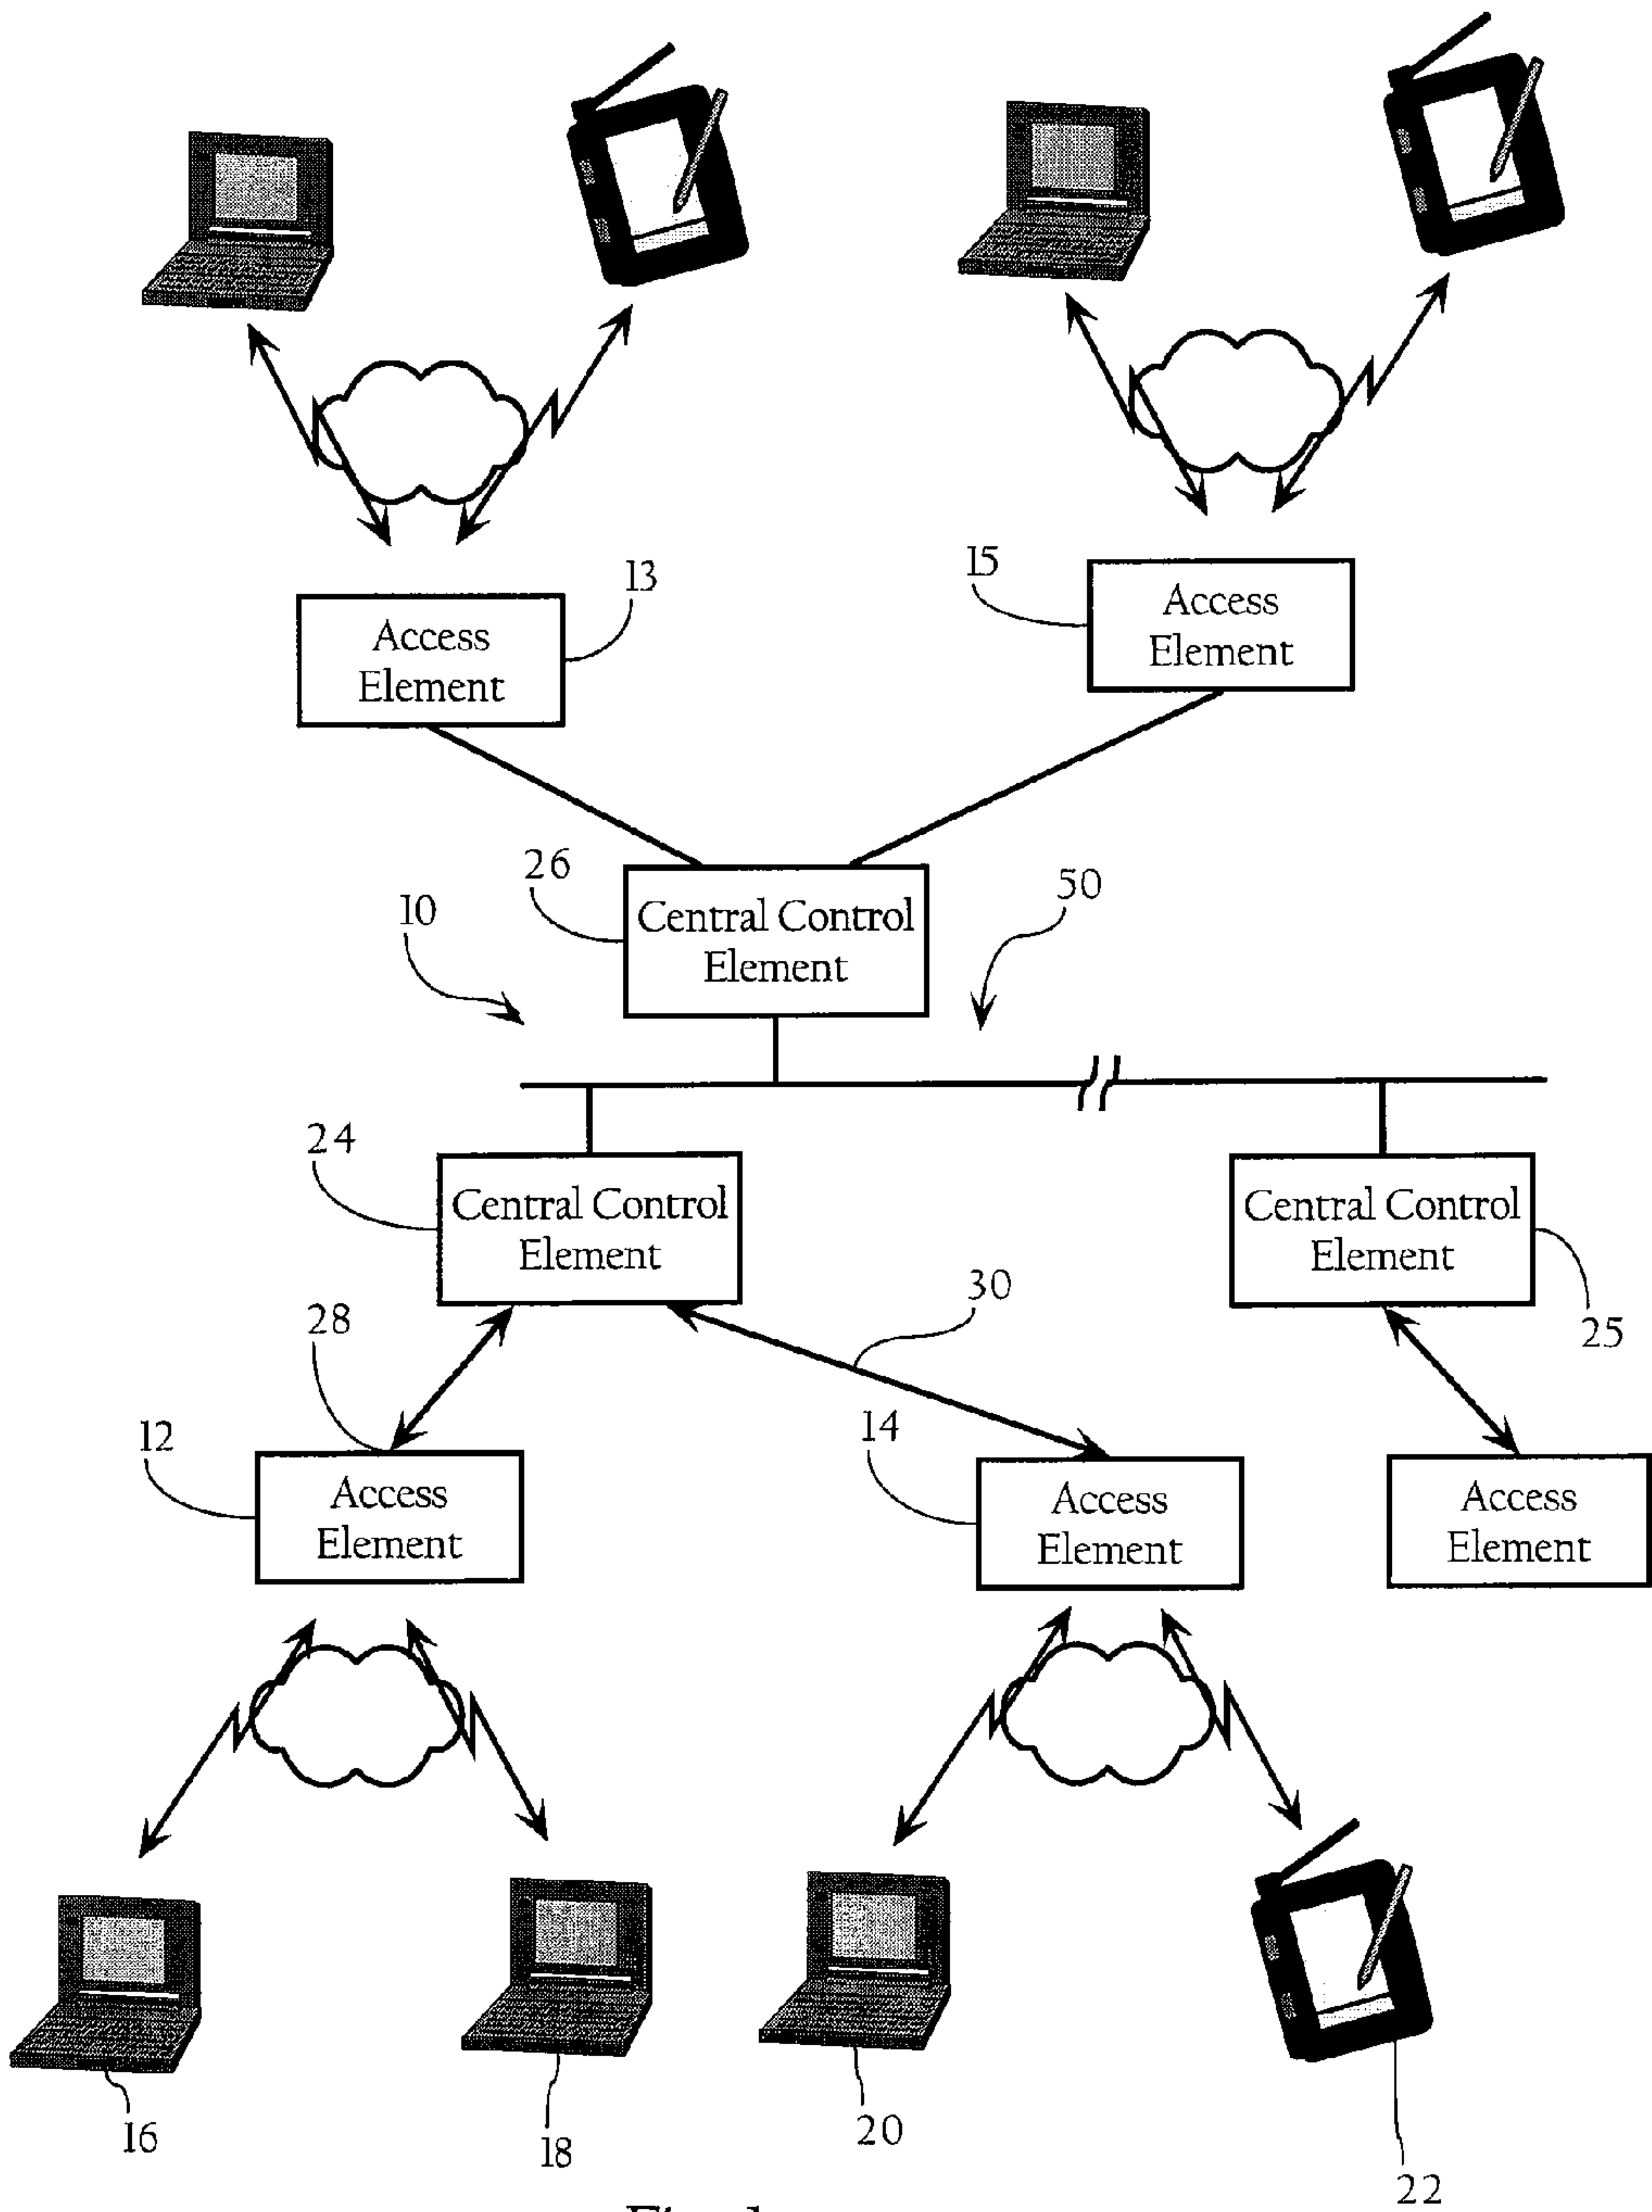 13
15
Access
Element
Access
Element
26
50
10
Central Control
Element
24
Central Control
Element
Central Control
Element
30
28
25
12
14
Access
Element
Access
Element
Access
Element
16
18
20
22